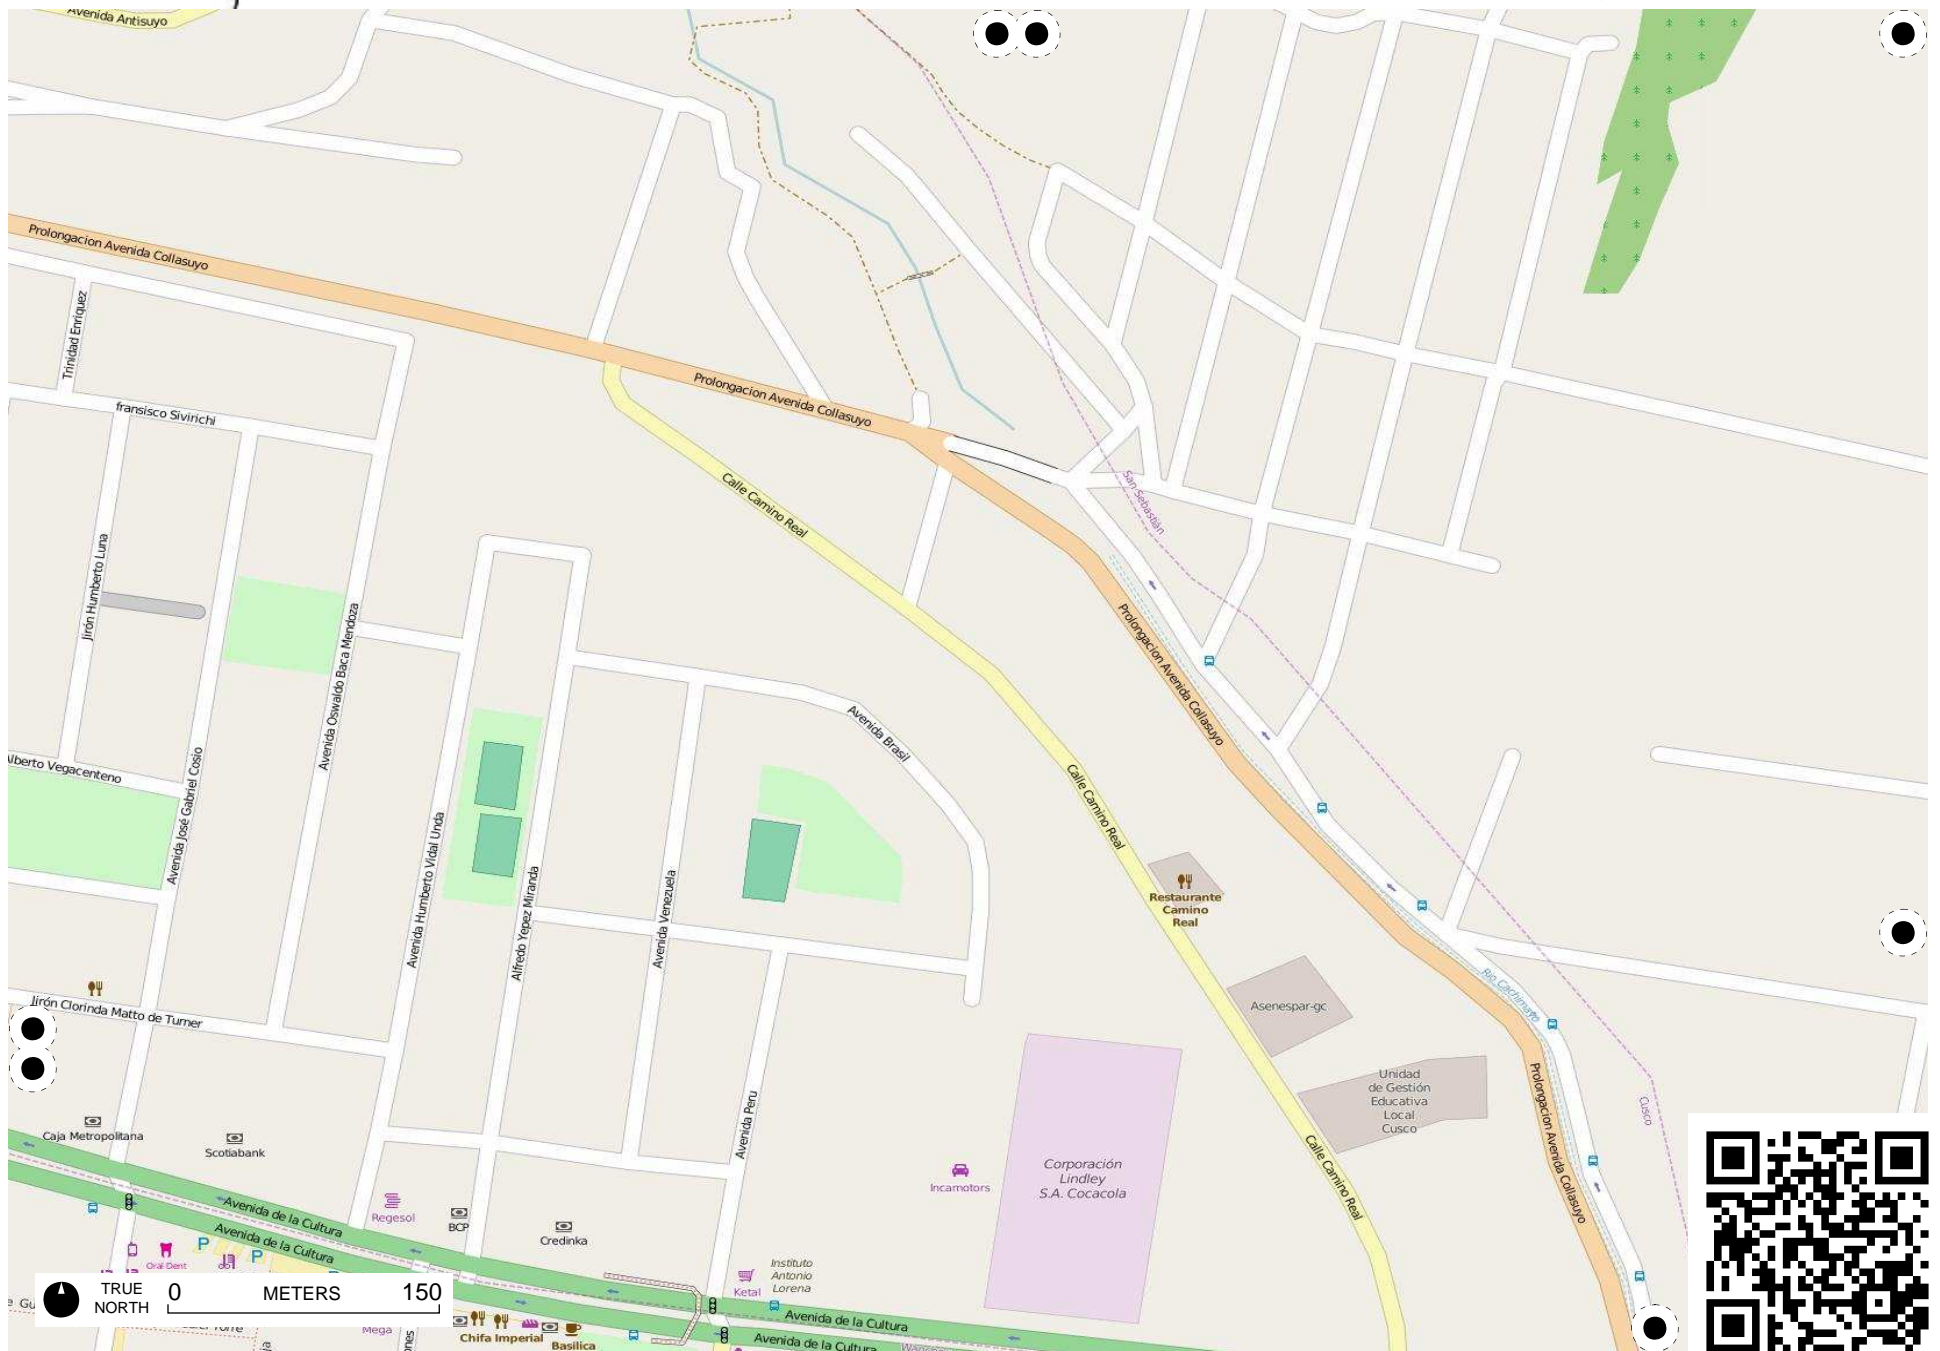 Avenida Antisuyo
Prolongacion Avenida Collasuyo
Trinidad Enriquez
fransisco Sivirichi
Prolongacion Avenida Collasuyo
Calle Camino Real
San Sebastián
Jirón Humberto Luna
Avenida Oswaldo Baca Mendoza
Prolongacion Avenida Collasuyo
Avenida Brasil
Alberto Vegacenteno
Avenida José Gabriel Cosio
Calle Camino Real
Avenida Humberto Vidal Unda
Alfredo Yepez Miranda
Avenida Venezuela
Restaurante
Camino
Real
Rio Cachimayo
Asenespar-gc
Jirón Clorinda Matto de Turner
Unidad
de Gestión
Educativa
Local
Cusco
Prolongacion Avenida Collasuyo
Cusco
Caja Metropolitana
Scotiabank
Avenida Peru
Corporación
Lindley
S.A. Cocacola
Incamotors
Calle Camino Real
Avenida de la Cultura
Avenida de la Cultura
Regesol
BCP
Credinka
Oral-Dent
P
P
Instituto
Antonio
Lorena
Ketal
TRUE
NORTH
0 METERS 150
Avenida de la Cultura
Avenida de la Cultura
Mega
Chifa Imperial
Basilica